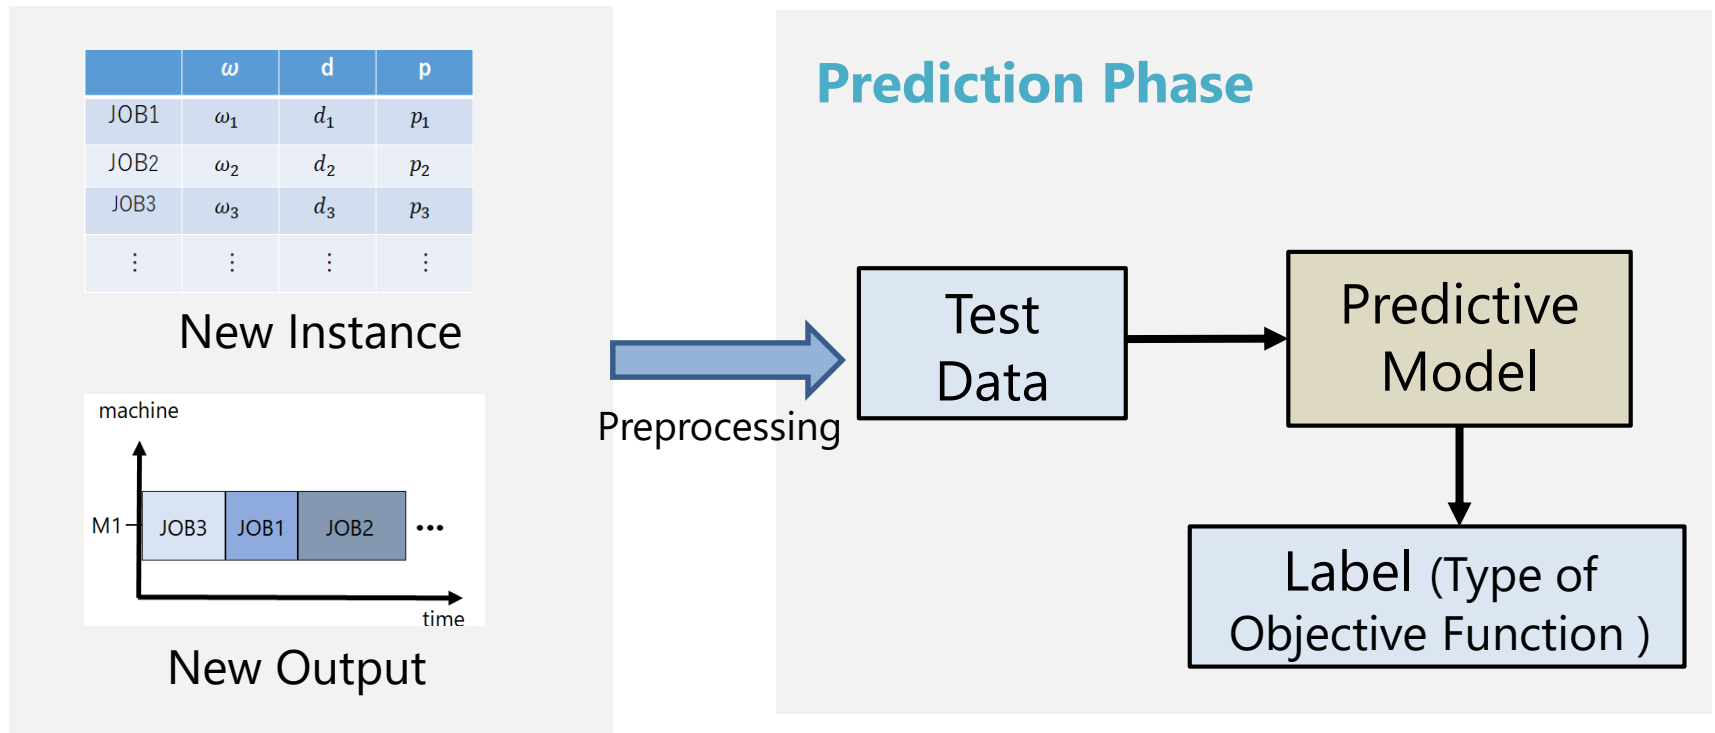 ω d p
JOB1 ω₁ d₁ p₁
JOB2 ω₂ d₂ p₂
JOB3 ω₃ d₃ p₃
⋮ ⋮ ⋮ ⋮
New Instance
machine
M1
JOB3 JOB1 JOB2 •••
time
New Output
Preprocessing
Prediction Phase
Test
Data
Predictive
Model
Label (Type of
Objective Function )